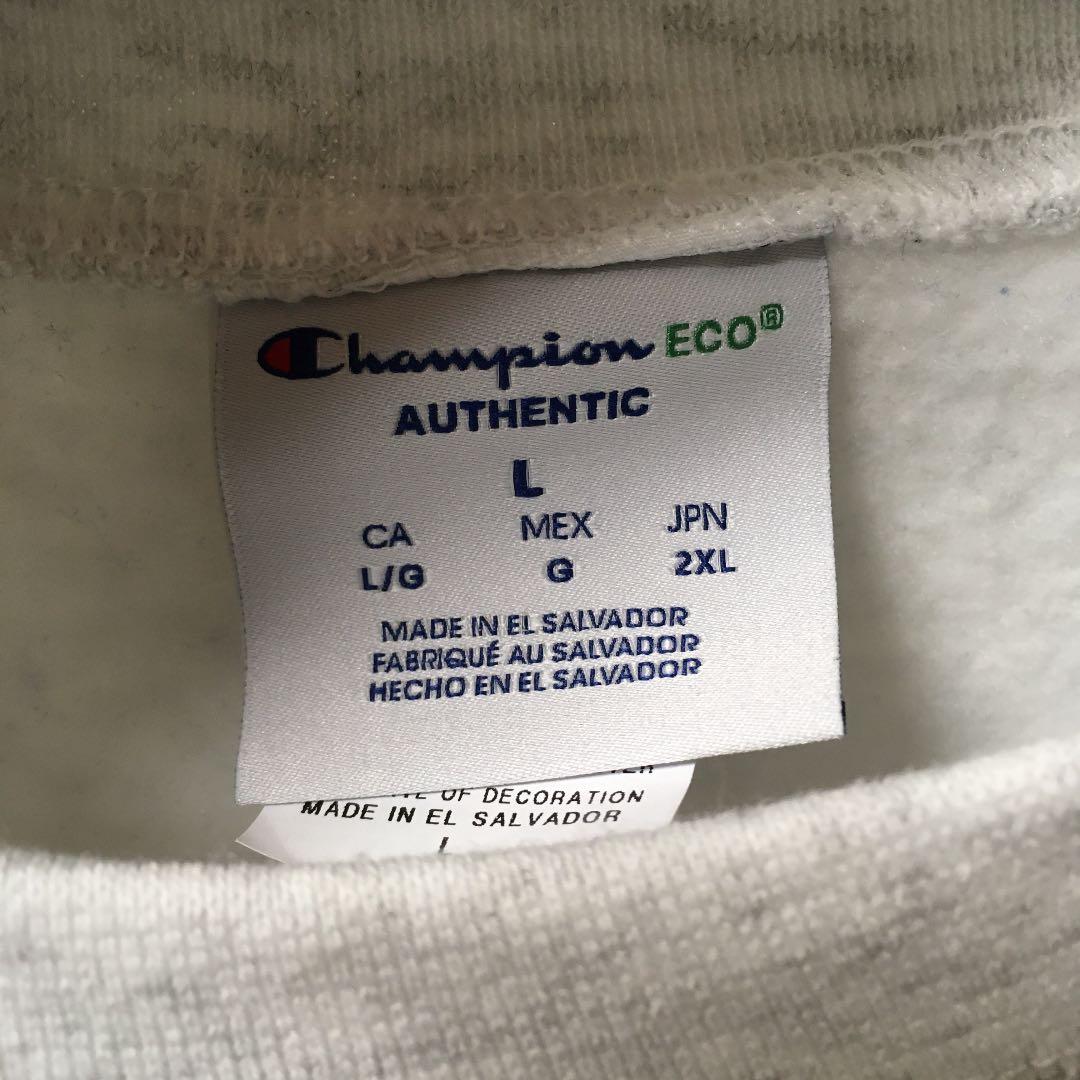 Champion ECO®
AUTHENTIC
L
CA MEX JPN
L/G G 2XL
MADE IN EL SALVADOR
FABRIQUÉ AU SALVADOR
HECHO EN EL SALVADOR
OF DECORATION
MADE IN EL SALVADOR